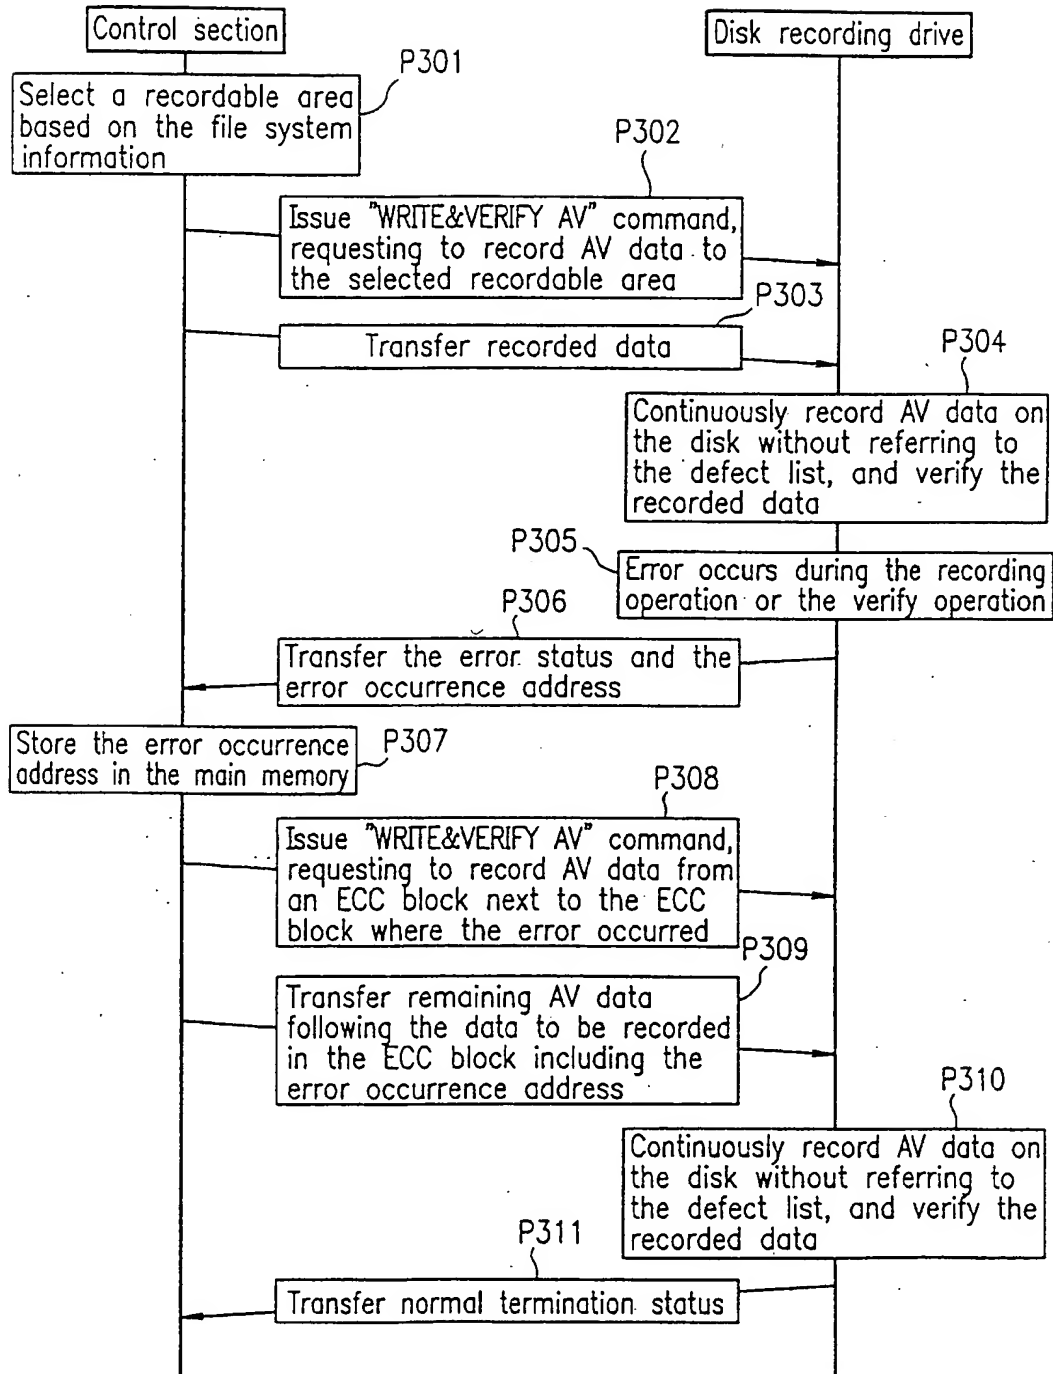 Control section
Disk recording drive
P301
Select a recordable area
based on the file system
information
P302
Issue "WRITE&VERIFY AV" command,
requesting to record AV data to
the selected recordable area
P303
Transfer recorded data
P304
Continuously record AV data on
the disk without referring to
the defect list, and verify the
recorded data
P305
Error occurs during the recording
operation or the verify operation
P306
Transfer the error status and the
error occurrence address
Store the error occurrence
address in the main memory
P307
P308
Issue "WRITE&VERIFY AV" command,
requesting to record AV data from
an ECC block next to the ECC
block where the error occurred
P309
Transfer remaining AV data
following the data to be recorded
in the ECC block including the
error occurrence address
P310
Continuously record AV data on
the disk without referring to
the defect list, and verify the
recorded data
P311
Transfer normal termination status